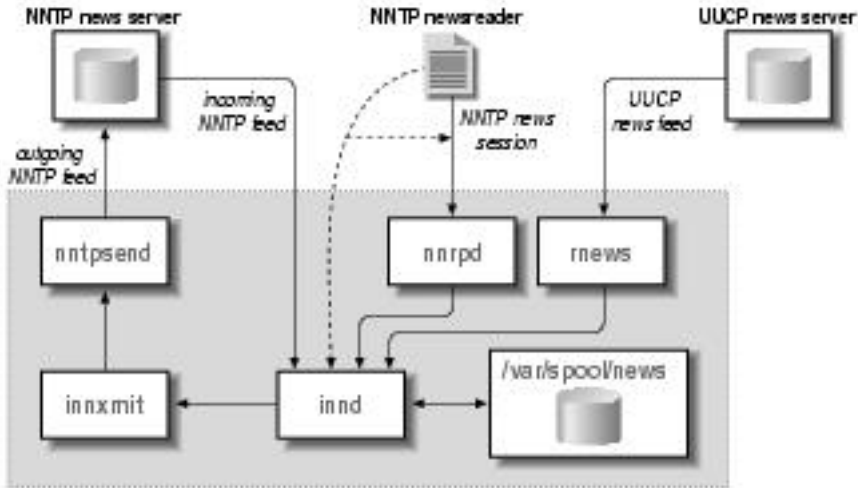 NNTP news server
NNTP newsreader
UUCP news server
incoming
NNTP feed
NNTP news
session
UUCP
news feed
outgoing
NNTP feed
nntpsend
nnrpd
rnews
innxmit
innd
/var/spool/news